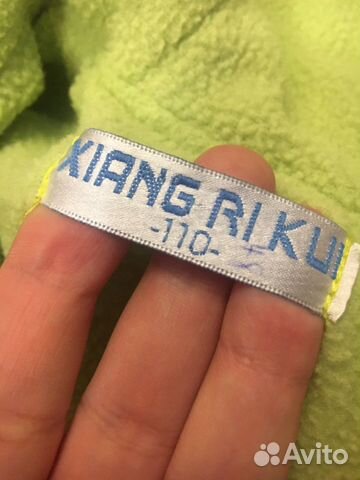 XIANG RI KUI
-110-
Avito